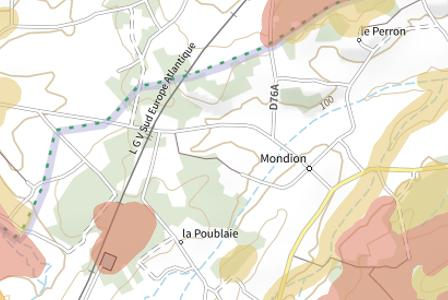 le Perron
L G V Sud Europe Atlantique
D76A
100
Mondion
la Poublaie